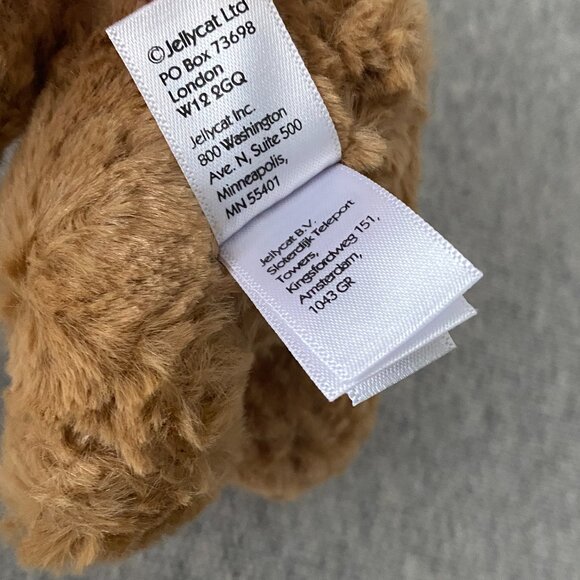 ©Jellycat Ltd
PO Box 73698
London
W12 2GQ
Jellycat Inc.
800 Washington
Ave. N, Suite 500
Minneapolis,
MN 55401
Jellycat B.V.
Sloterdijk Teleport
Towers,
Kingsfordweg 151,
Amsterdam,
1043 GR